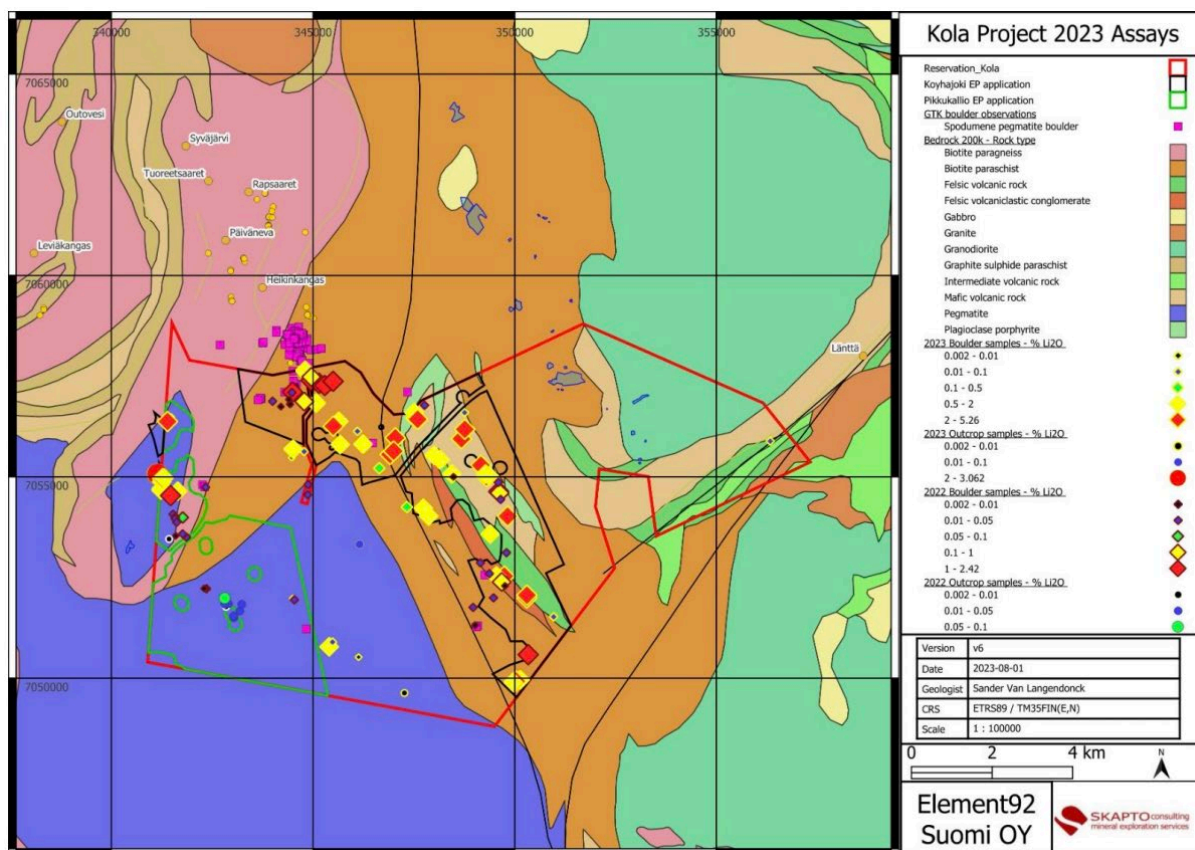 340000
345000
350000
355000
7065000
Outovesi
Syväjärvi
Tuoreetsaaret
Rapsaaret
Päiväneva
Leviäkangas
7060000
Heikinkangas
Länttä
7055000
7050000
Kola Project 2023 Assays
Reservation_Kola
Koyhajoki EP application
Pikkukallio EP application
GTK boulder observations
Spodumene pegmatite boulder
Bedrock 200k - Rock type
Biotite paragneiss
Biotite paraschist
Felsic volcanic rock
Felsic volcaniclastic conglomerate
Gabbro
Granite
Granodiorite
Graphite sulphide paraschist
Intermediate volcanic rock
Mafic volcanic rock
Pegmatite
Plagioclase porphyrite
2023 Boulder samples - % Li2O
0.002 - 0.01
0.01 - 0.1
0.1 - 0.5
0.5 - 2
2 - 5.26
2023 Outcrop samples - % Li2O
0.002 - 0.01
0.01 - 0.1
2 - 3.062
2022 Boulder samples - % Li2O
0.002 - 0.01
0.01 - 0.05
0.05 - 0.1
0.1 - 1
1 - 2.42
2022 Outcrop samples - % Li2O
0.002 - 0.01
0.01 - 0.05
0.05 - 0.1
Version v6
Date 2023-08-01
Geologist Sander Van Langendonck
CRS ETRS89 / TM35FIN(E,N)
Scale 1 : 100000
0 2 4 km
N
Element92
Suomi OY
SKAPTO consulting
mineral exploration services